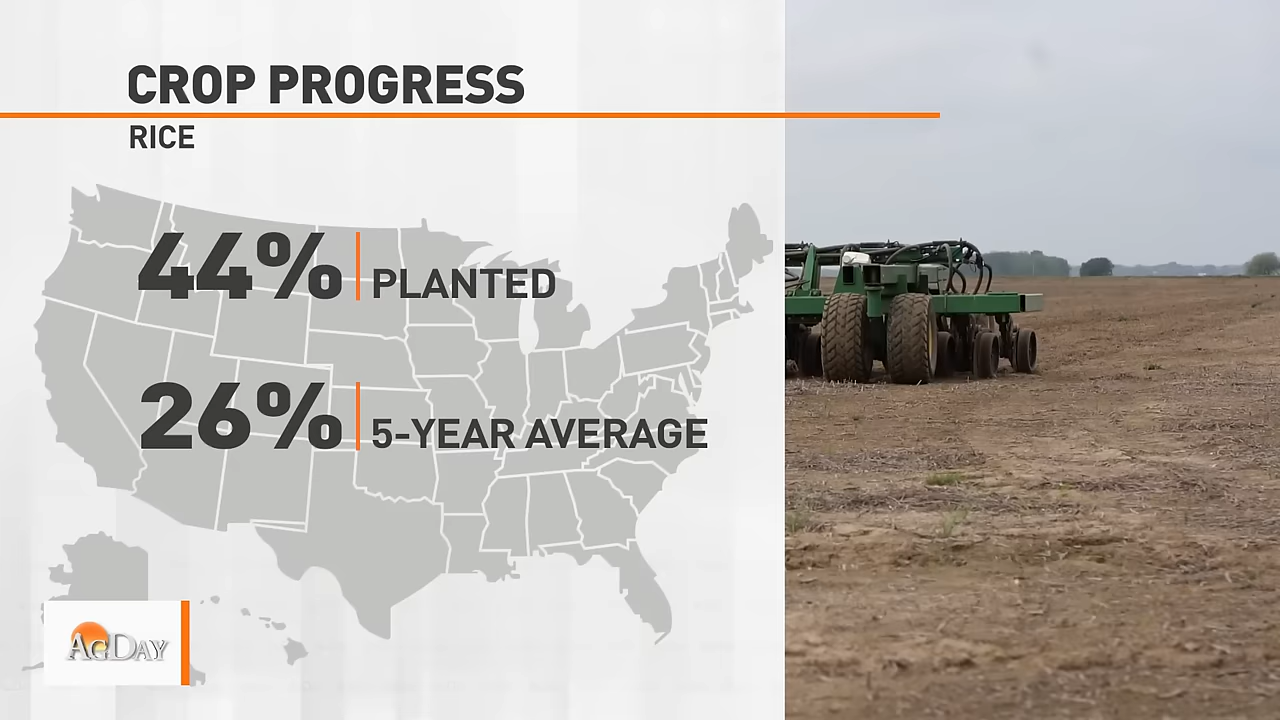 CROP PROGRESS
RICE
44% PLANTED
26% 5-YEAR AVERAGE
AGDAY